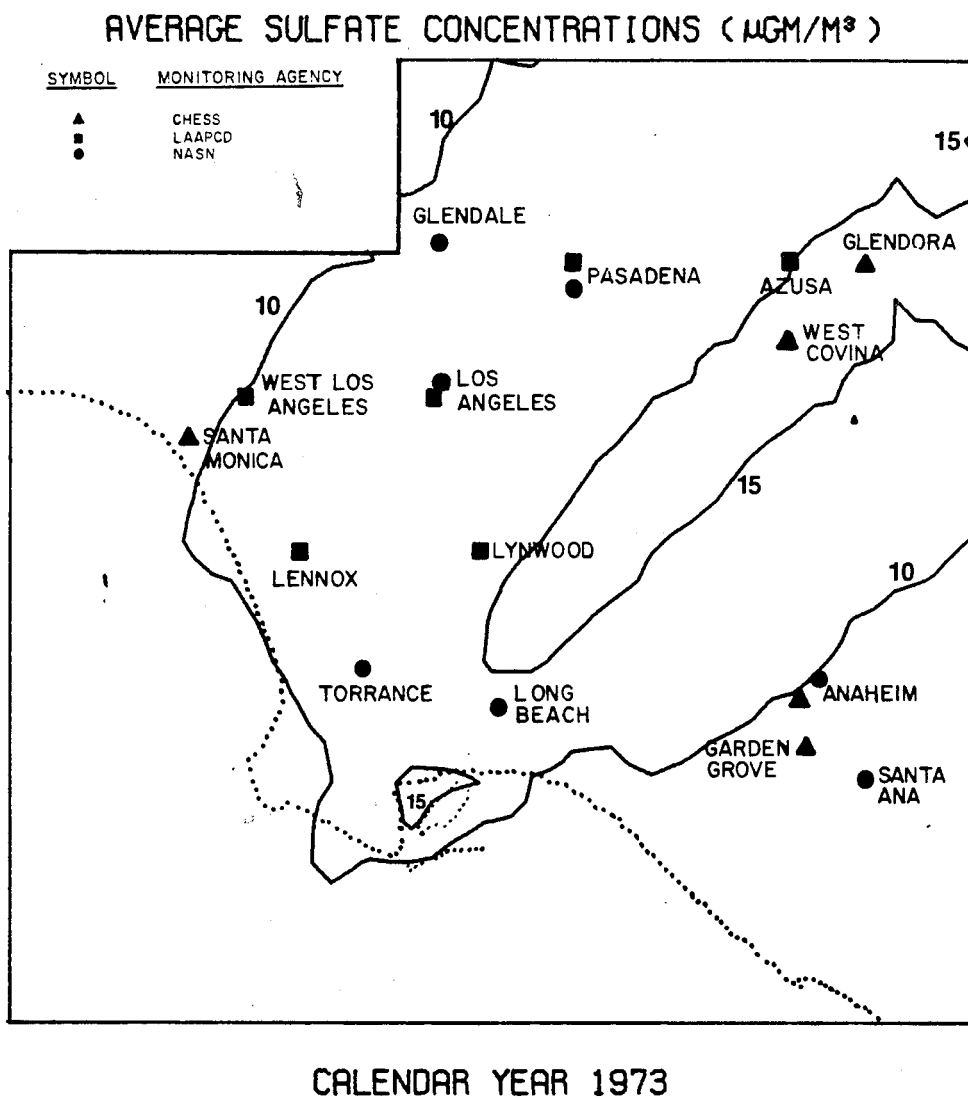 AVERAGE SULFATE CONCENTRATIONS (µGM/M³)
SYMBOL MONITORING AGENCY
▲ CHESS
■ LAAPCD
● NASN
10
15
GLENDALE
GLENDORA
PASADENA
AZUSA
10
WEST
COVINA
WEST LOS
ANGELES
LOS
ANGELES
SANTA
MONICA
15
LENNOX
LYNWOOD
10
TORRANCE
LONG
BEACH
ANAHEIM
GARDEN
GROVE
SANTA
ANA
15
CALENDAR YEAR 1973